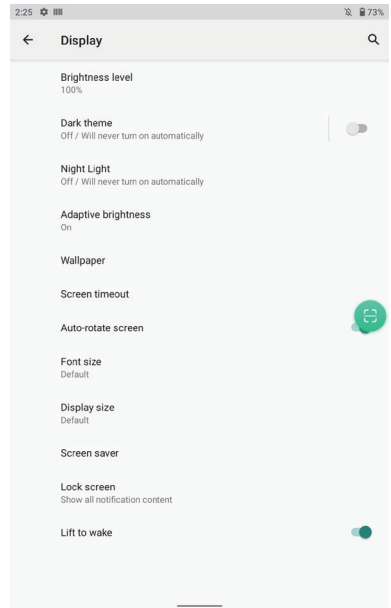 2:25 73%
Display
Brightness level
100%
Dark theme
Off / Will never turn on automatically
Night Light
Off / Will never turn on automatically
Adaptive brightness
On
Wallpaper
Screen timeout
Auto-rotate screen
Font size
Default
Display size
Default
Screen saver
Lock screen
Show all notification content
Lift to wake